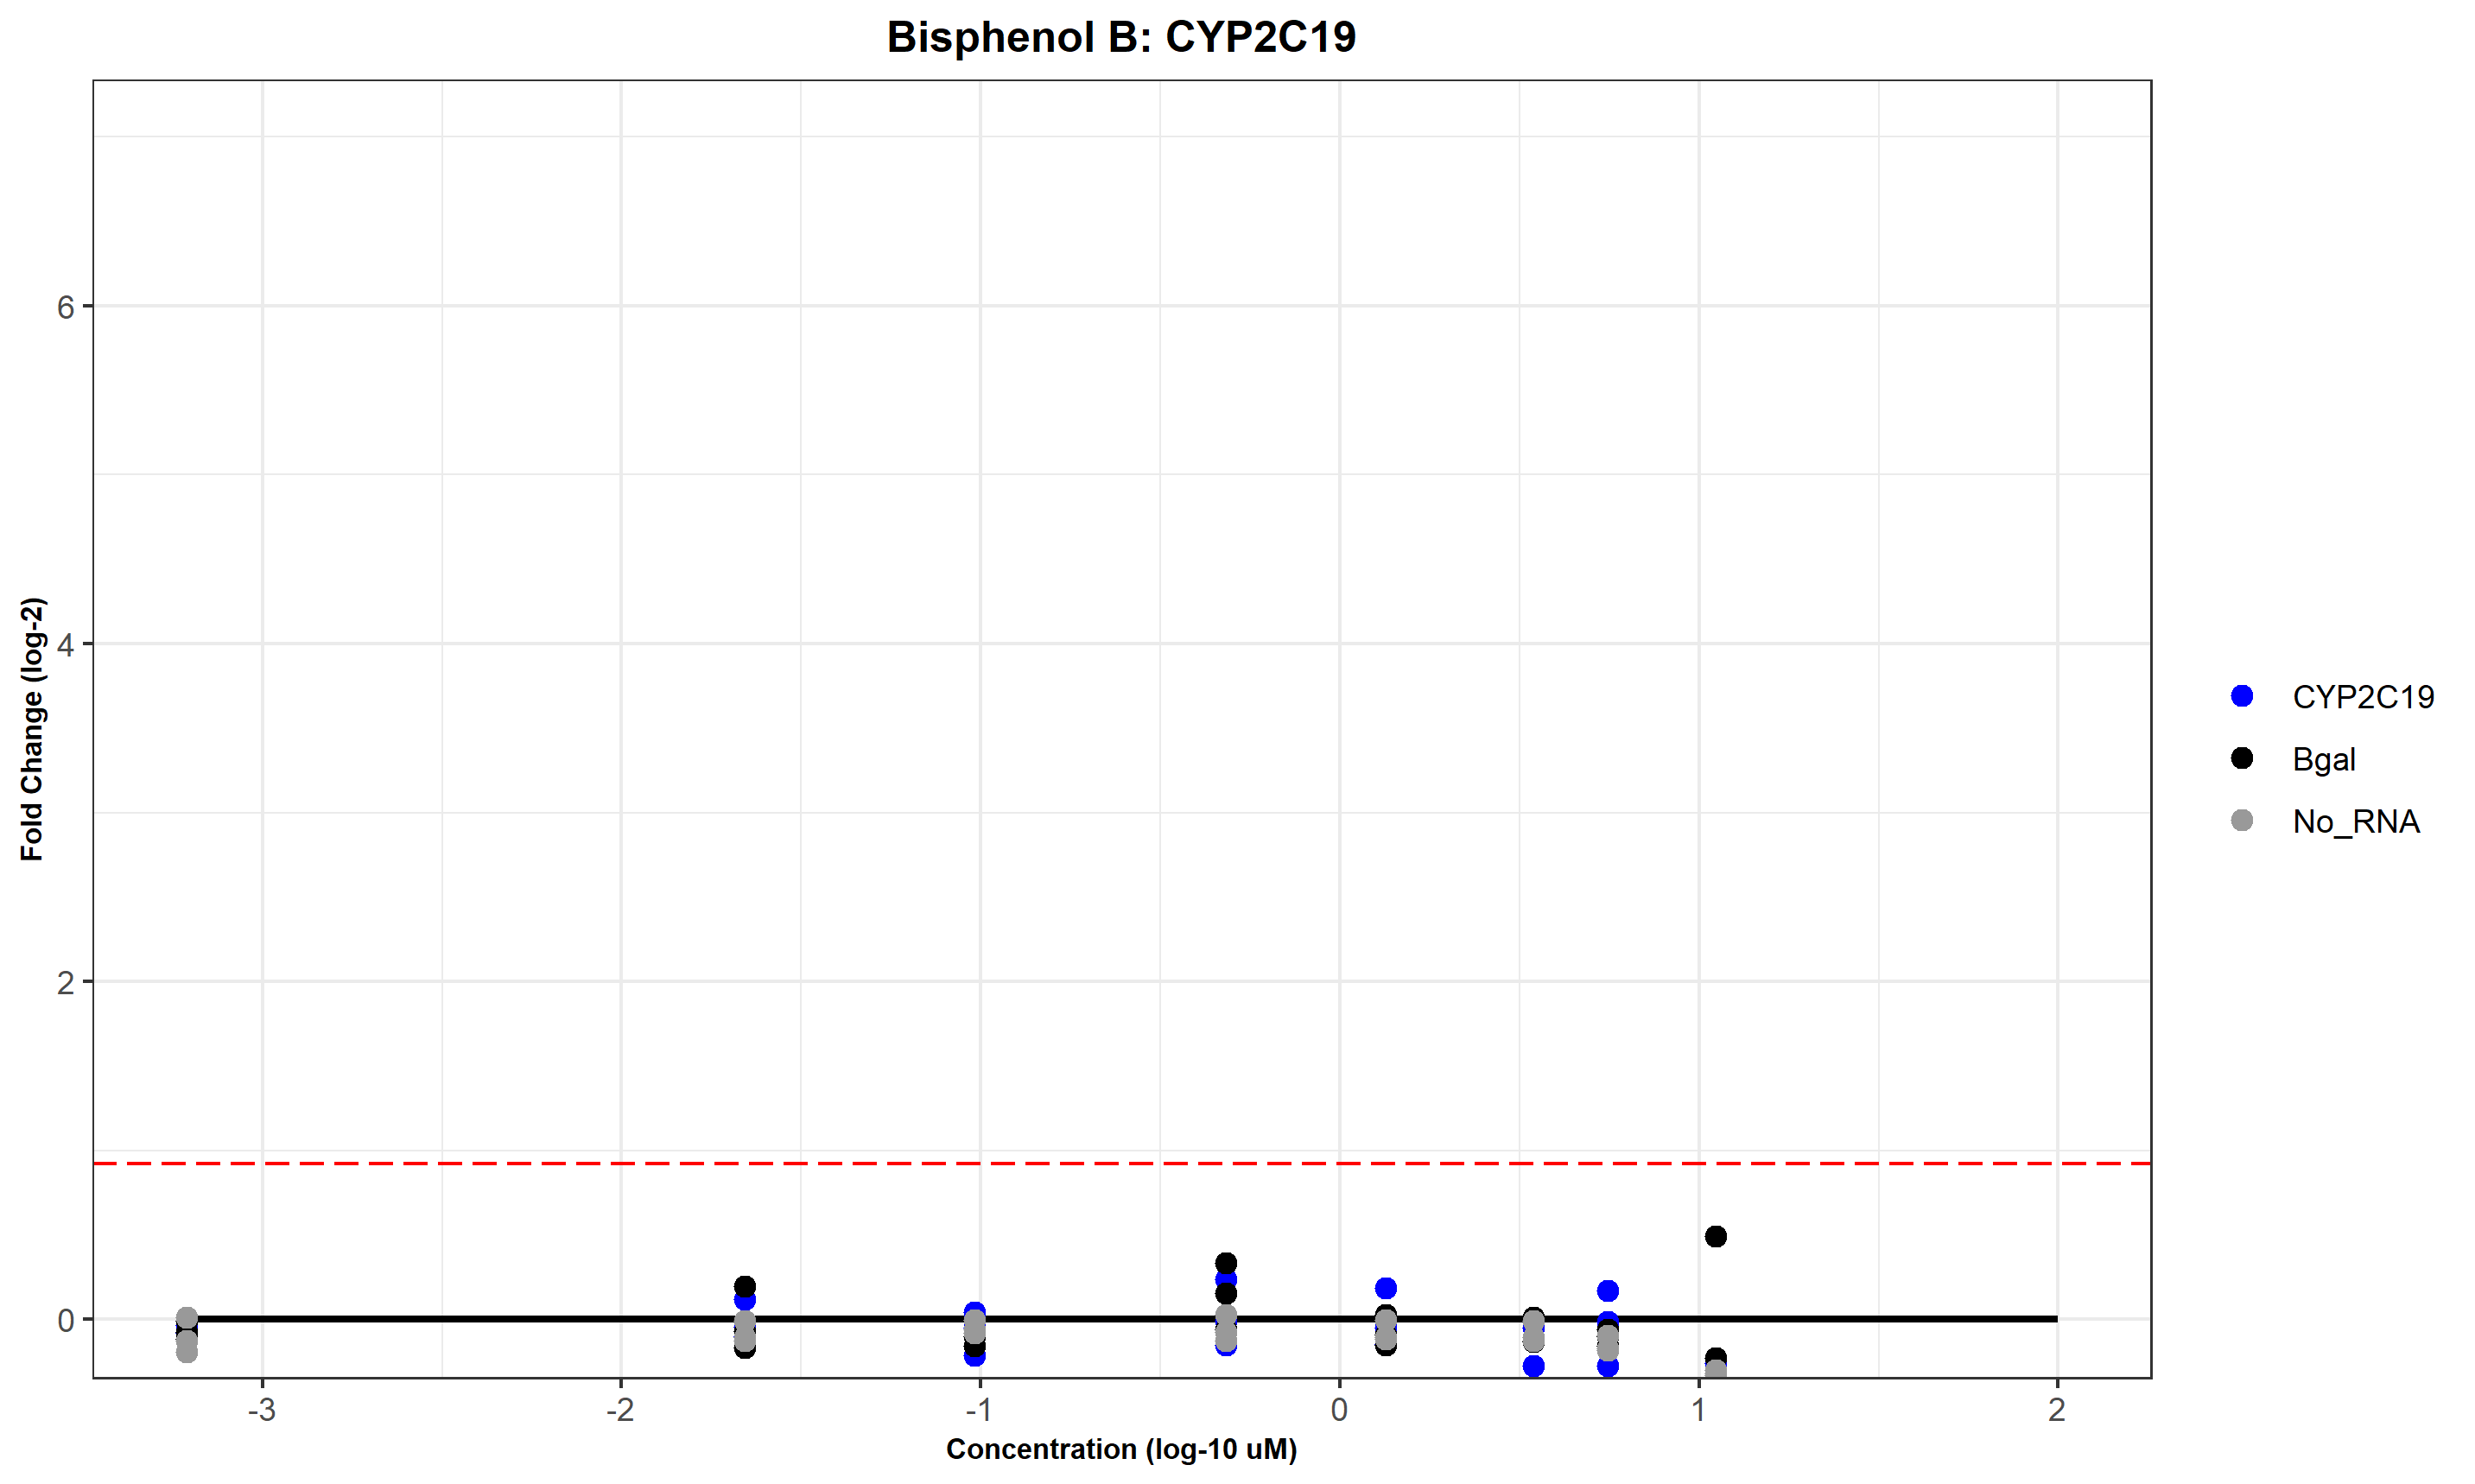 Bisphenol B: CYP2C19
Fold Change (log-2)
6
4
2
0
-3
-2
-1
0
1
2
Concentration (log-10 uM)
CYP2C19
Bgal
No_RNA